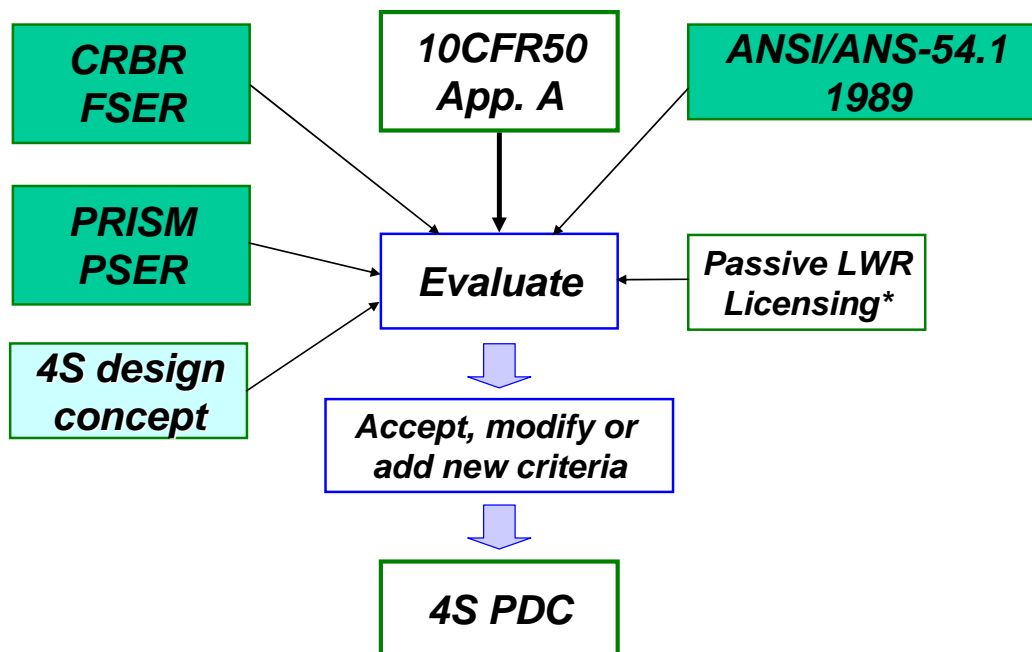 CRBR
FSER
10CFR50
App. A
ANSI/ANS-54.1
1989
PRISM
PSER
Evaluate
Passive LWR
Licensing*
4S design
concept
Accept, modify or
add new criteria
4S PDC